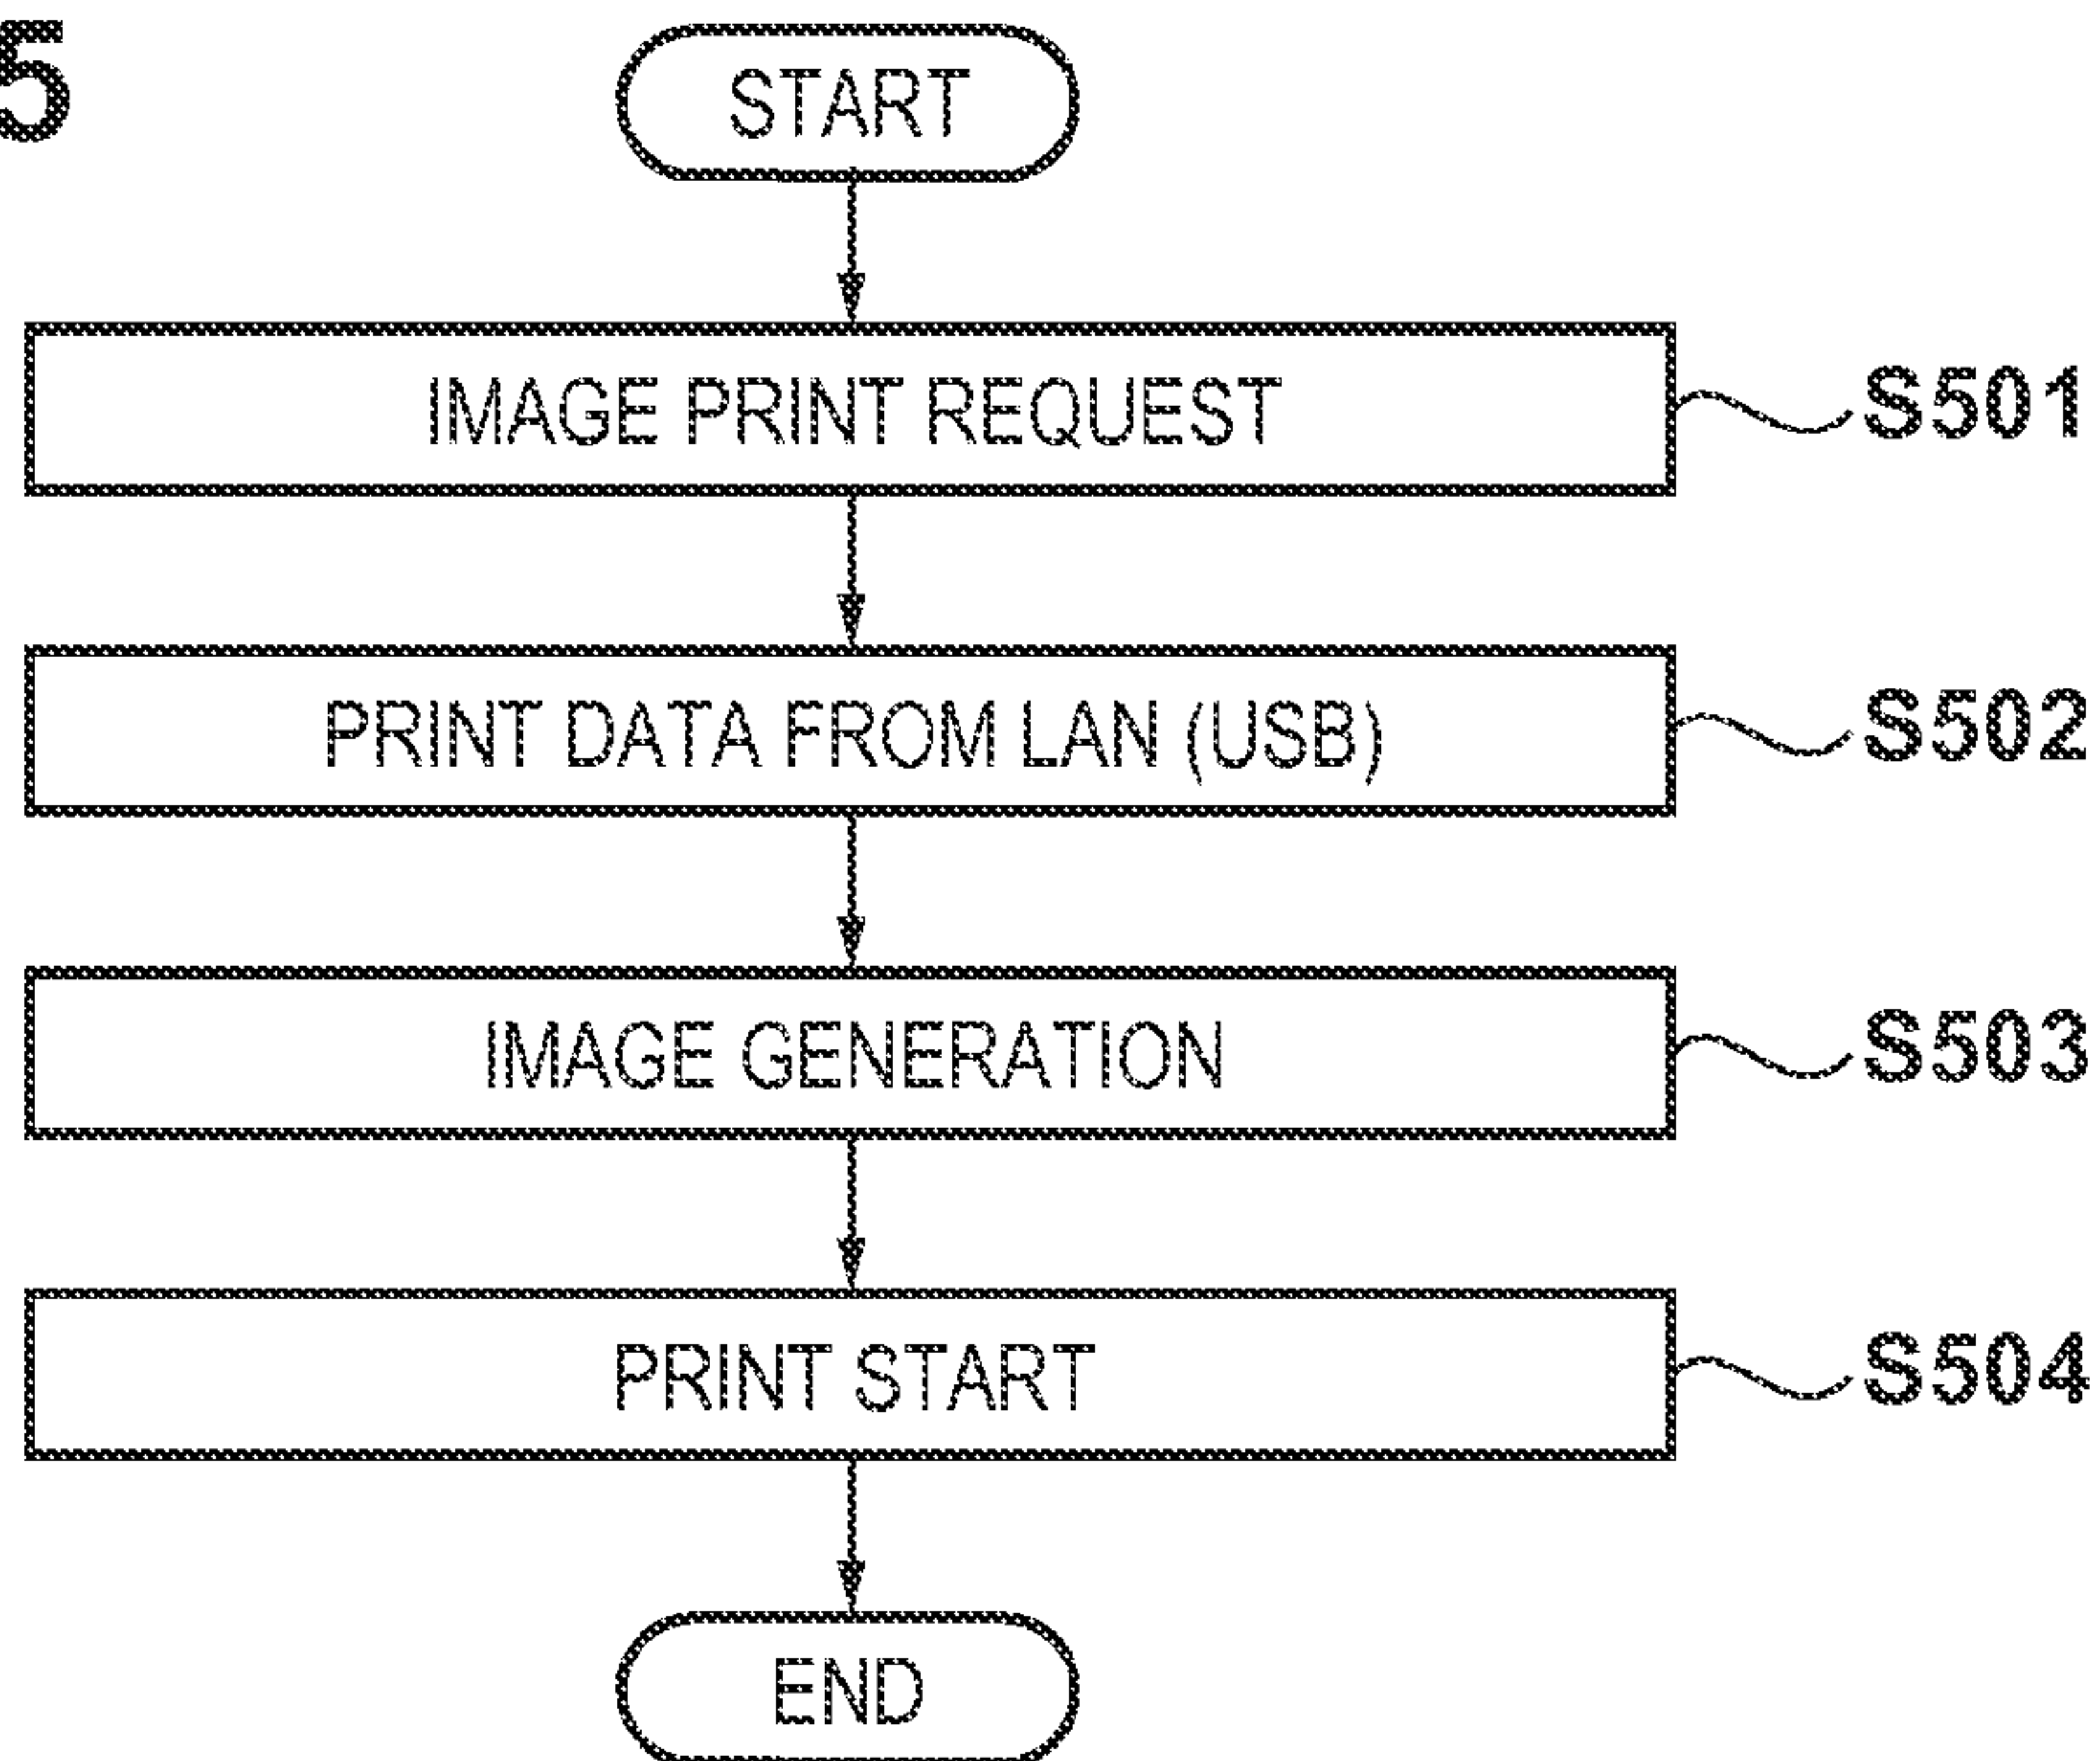 5
START
IMAGE PRINT REQUEST
S501
PRINT DATA FROM LAN (USB)
S502
IMAGE GENERATION
S503
PRINT START
S504
END